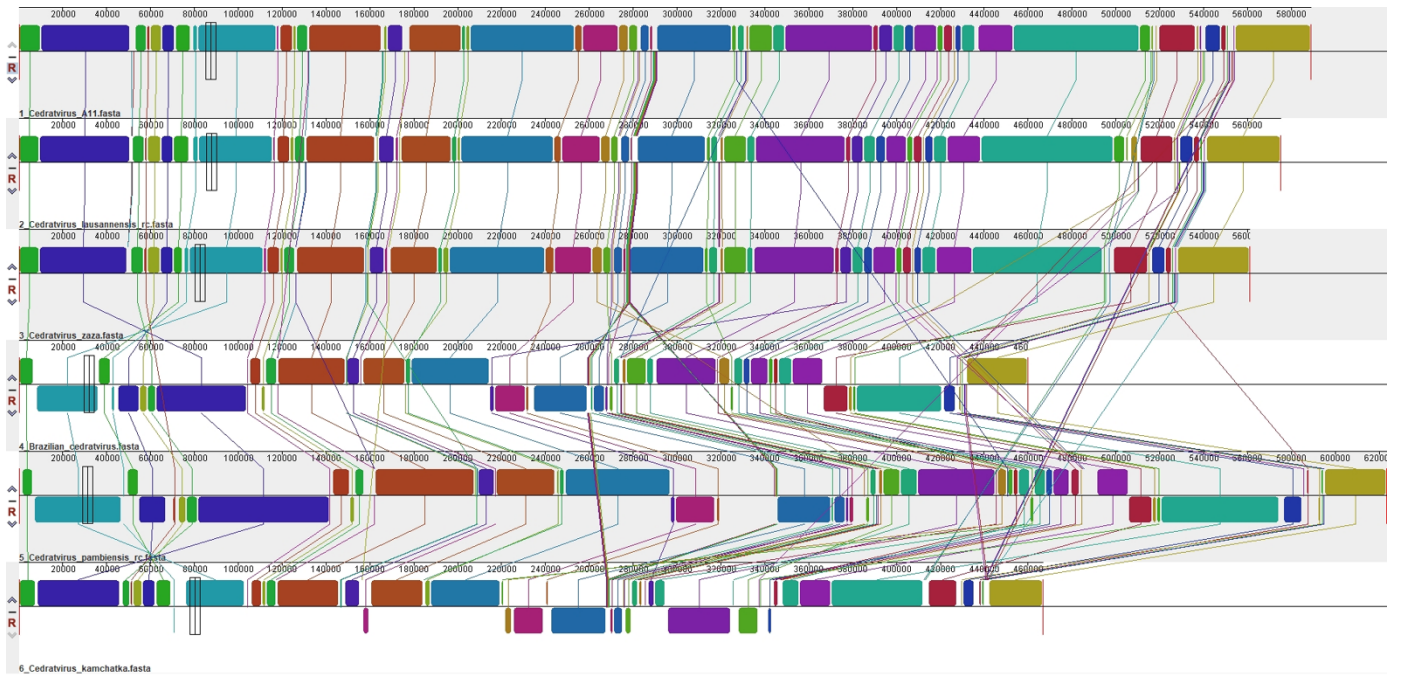 20000 40000 60000 80000 100000 120000 140000 160000 180000 200000 220000 240000 260000 280000 300000 320000 340000 360000 380000 400000 420000 440000 460000 480000 500000 520000 540000 560000 580000
R
1_Cedratvirus_A11.fasta
20000 40000 60000 80000 100000 120000 140000 160000 180000 200000 220000 240000 260000 280000 300000 320000 340000 360000 380000 400000 420000 440000 460000 480000 500000 520000 540000 560000
R
2_Cedratvirus_lausannensis_rc.fasta
20000 40000 60000 80000 100000 120000 140000 160000 180000 200000 220000 240000 260000 280000 300000 320000 340000 360000 380000 400000 420000 440000 460000 480000 500000 520000 540000 560
R
3_Cedratvirus_zaza.fasta
20000 40000 60000 80000 100000 120000 140000 160000 180000 200000 220000 240000 260000 280000 300000 320000 340000 360000 380000 400000 420000 440000 460
R
4_Brazilian_cedratvirus.fasta
20000 40000 60000 80000 100000 120000 140000 160000 180000 200000 220000 240000 260000 280000 300000 320000 340000 360000 380000 400000 420000 440000 460000 480000 500000 520000 540000 560000 580000 600000 62000
R
5_Cedratvirus_pambiensis_rc.fasta
20000 40000 60000 80000 100000 120000 140000 160000 180000 200000 220000 240000 260000 280000 300000 320000 340000 360000 380000 400000 420000 440000 460000
R
6_Cedratvirus_kamchatka.fasta